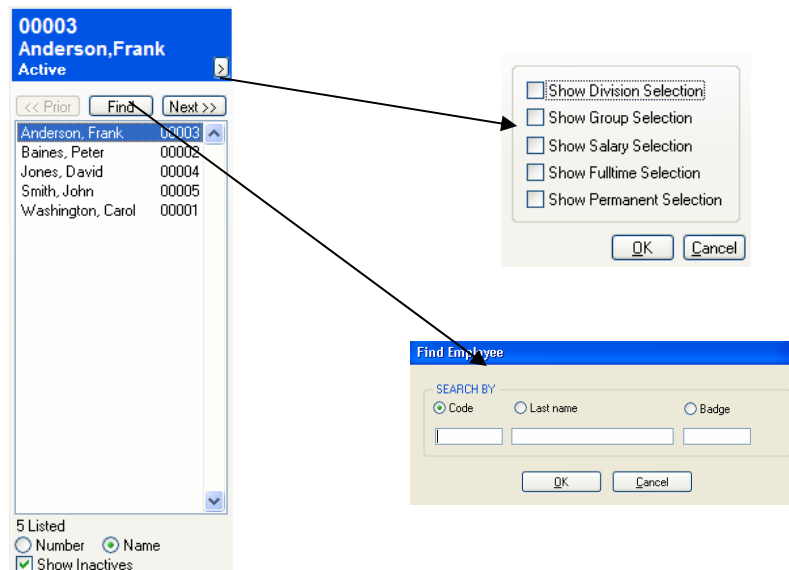 00003
Anderson,Frank
Active >
<< Prior Find Next >>
Anderson, Frank 00003
Baines, Peter 00002
Jones, David 00004
Smith, John 00005
Washington, Carol 00001
5 Listed
Number Name
Show Inactives
Show Division Selection
Show Group Selection
Show Salary Selection
Show Fulltime Selection
Show Permanent Selection
OK Cancel
Find Employee
SEARCH BY
Code Last name Badge
OK Cancel